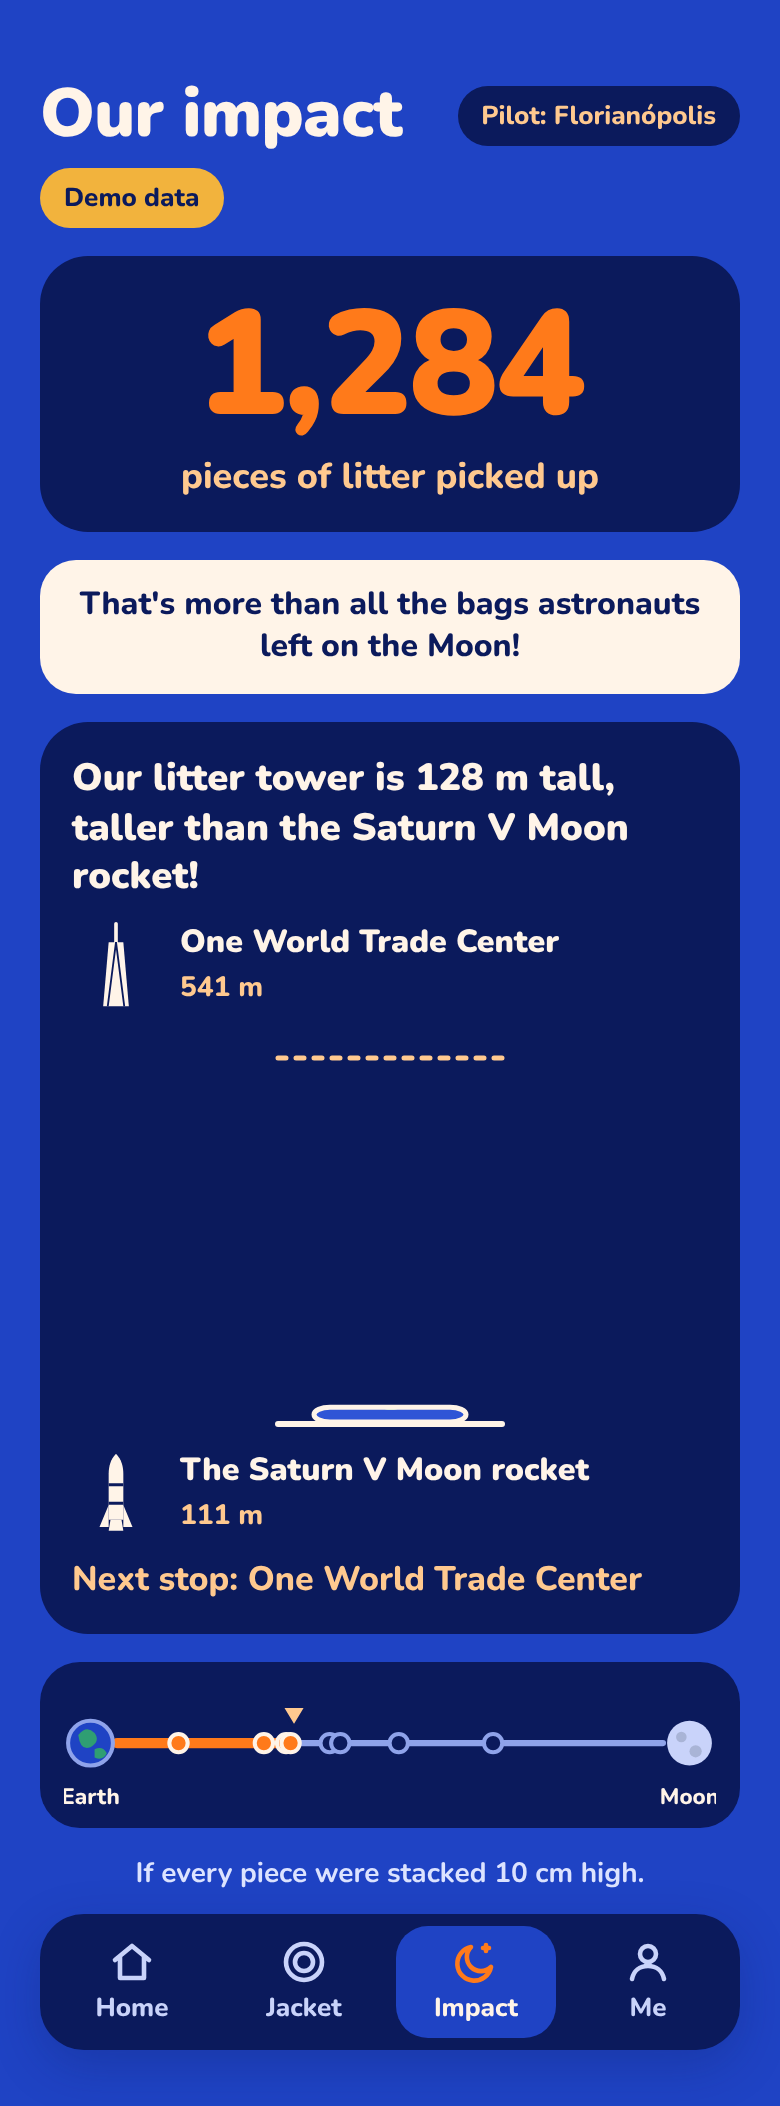 Our impact
Pilot: Florianópolis
Demo data
1,284
pieces of litter picked up
That's more than all the bags astronauts
left on the Moon!
Our litter tower is 128 m tall,
taller than the Saturn V Moon
rocket!
One World Trade Center
541 m
The Saturn V Moon rocket
111 m
Next stop: One World Trade Center
Earth
Moon
If every piece were stacked 10 cm high.
Home
Jacket
Impact
Me